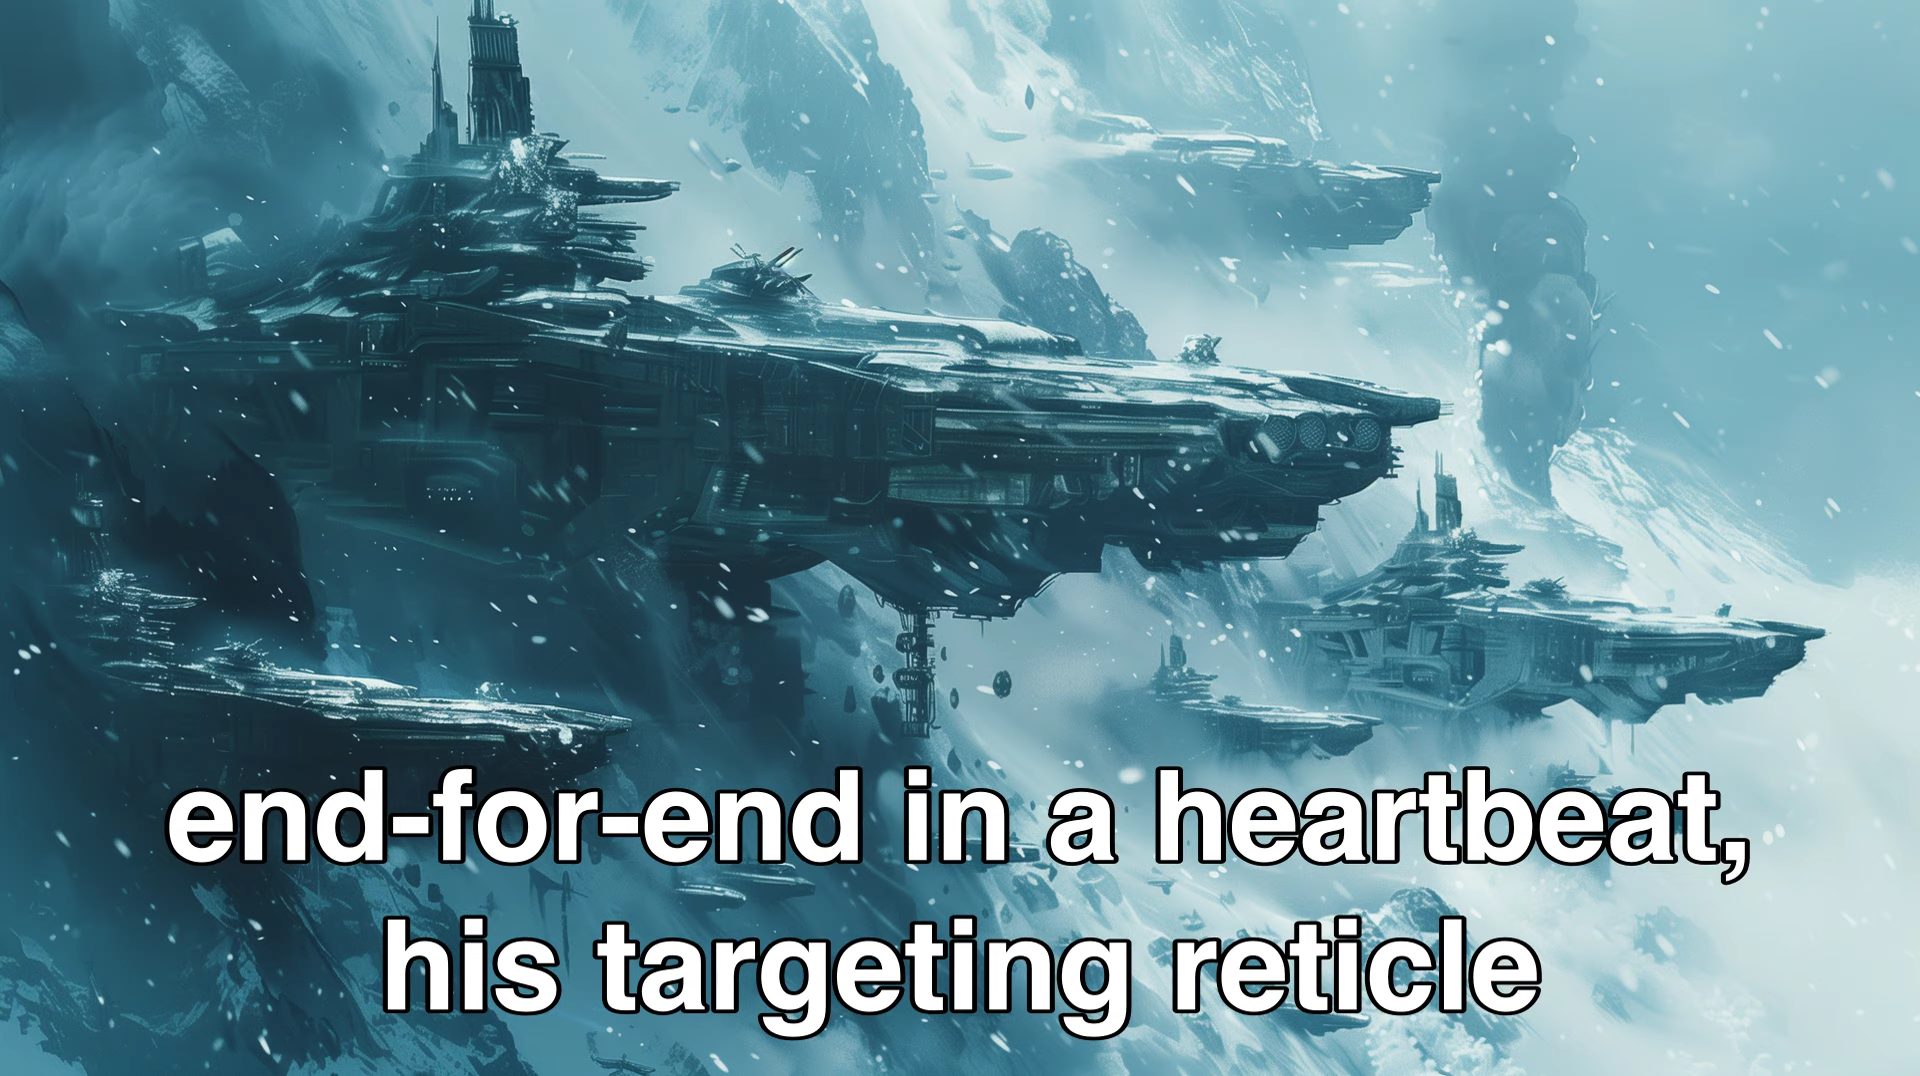 end-for-end in a heartbeat,
his targeting reticle